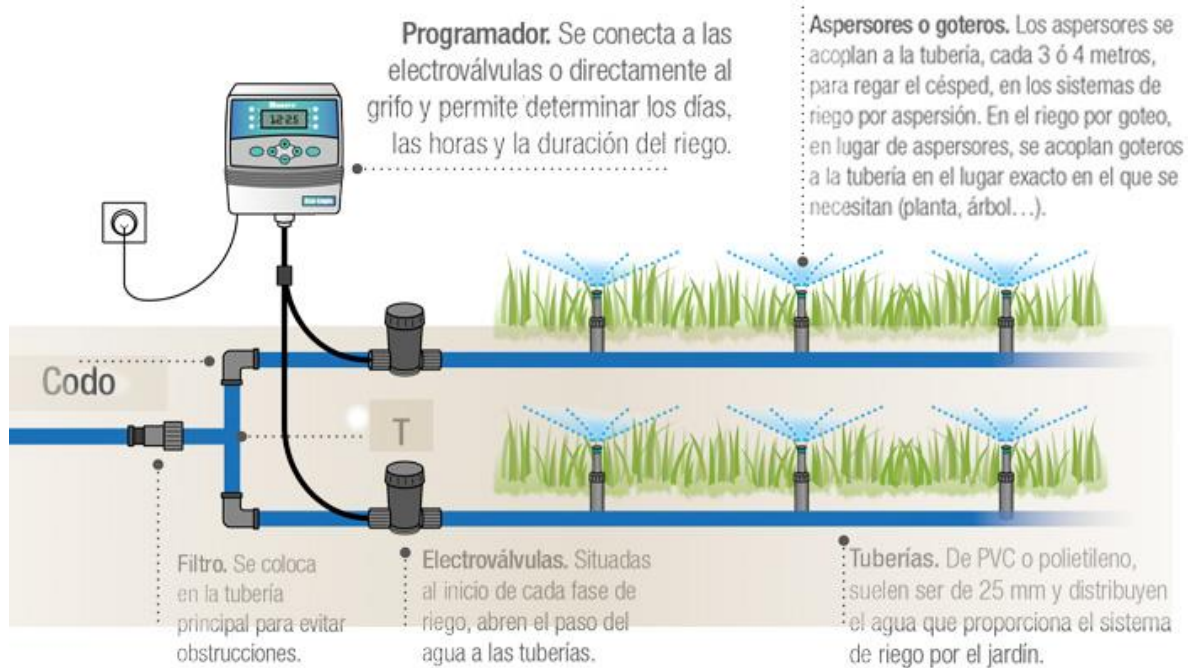 Programador. Se conecta a las
electroválvulas o directamente al
grifo y permite determinar los días,
las horas y la duración del riego.
Aspersores o goteros. Los aspersores se
acoplan a la tubería, cada 3 ó 4 metros,
para regar el césped, en los sistemas de
riego por aspersión. En el riego por goteo,
en lugar de aspersores, se acoplan goteros
a la tubería en el lugar exacto en el que se
necesitan (planta, árbol…).
12:25
Codo
T
Filtro. Se coloca
en la tubería
principal para evitar
obstrucciones.
Electroválvulas. Situadas
al inicio de cada fase de
riego, abren el paso del
agua a las tuberías.
Tuberías. De PVC o polietileno,
suelen ser de 25 mm y distribuyen
el agua que proporciona el sistema
de riego por el jardín.